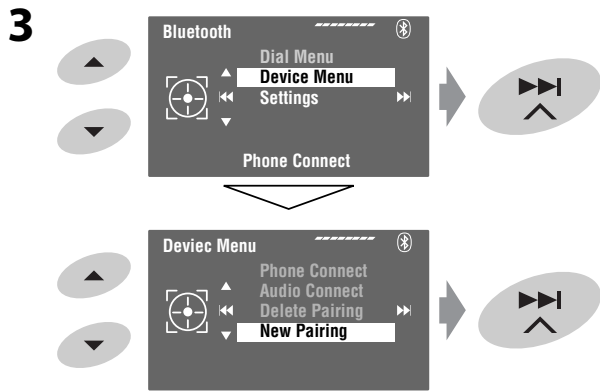 3
Bluetooth
Dial Menu
Device Menu
Settings
Phone Connect
Deviec Menu
Phone Connect
Audio Connect
Delete Pairing
New Pairing